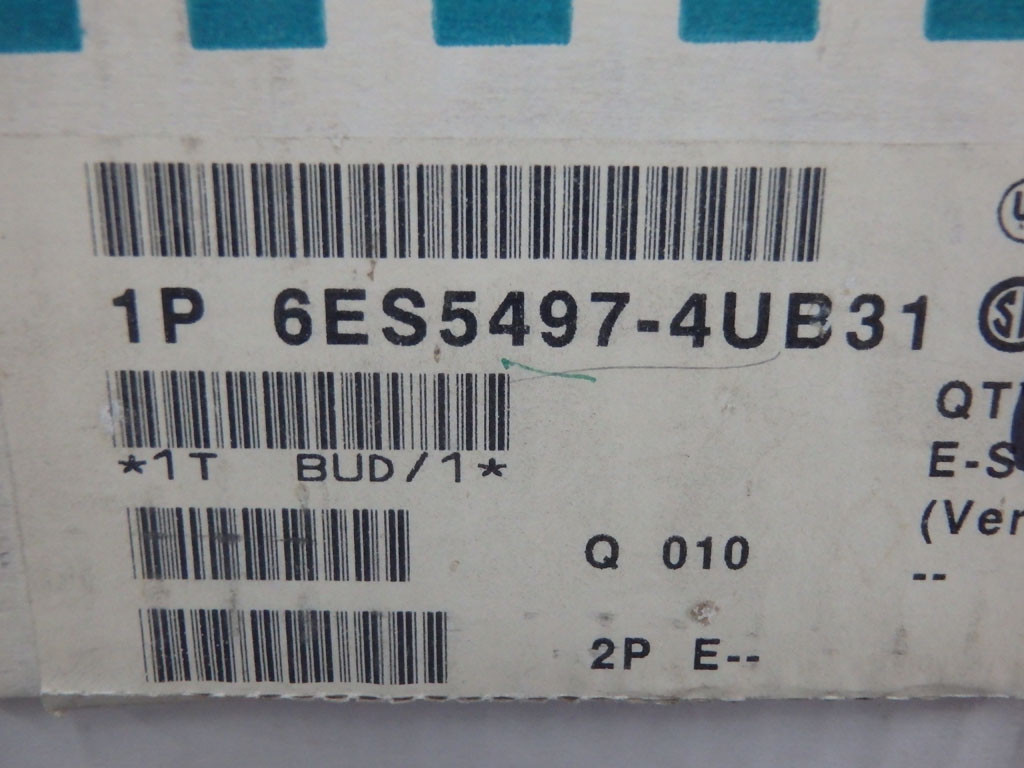 1P 6ES5497-4UB31
QT
*1T BUD/1*
E-S
(Ver
Q 010
--
2P E--